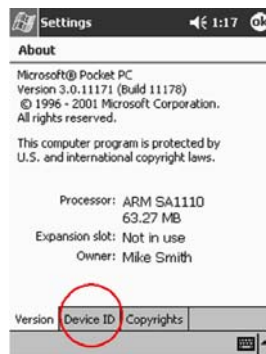 Settings 1:17 ok
About
Microsoft® Pocket PC
Version 3.0.11171 (Build 11178)
© 1996 - 2001 Microsoft Corporation.
All rights reserved.
This computer program is protected by
U.S. and international copyright laws.
Processor: ARM SA1110
63.27 MB
Expansion slot: Not in use
Owner: Mike Smith
Version Device ID Copyrights